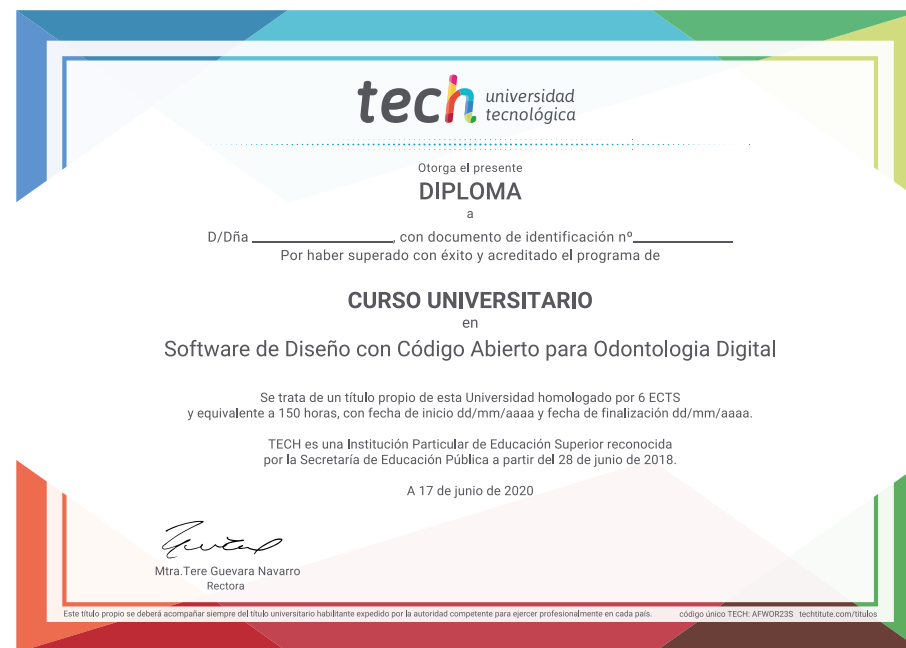 tech universidad
tecnológica
Otorga el presente
DIPLOMA
a
D/Dña ____________________, con documento de identificación nº______________
Por haber superado con éxito y acreditado el programa de
CURSO UNIVERSITARIO
en
Software de Diseño con Código Abierto para Odontologia Digital
Se trata de un título propio de esta Universidad homologado por 6 ECTS
y equivalente a 150 horas, con fecha de inicio dd/mm/aaaa y fecha de finalización dd/mm/aaaa.
TECH es una Institución Particular de Educación Superior reconocida
por la Secretaría de Educación Pública a partir del 28 de junio de 2018.
A 17 de junio de 2020
Mtra.Tere Guevara Navarro
Rectora
Este título propio se deberá acompañar siempre del título universitario habilitante expedido por la autoridad competente para ejercer profesionalmente en cada país. código único TECH: AFWOR23S techtitute.com/títulos